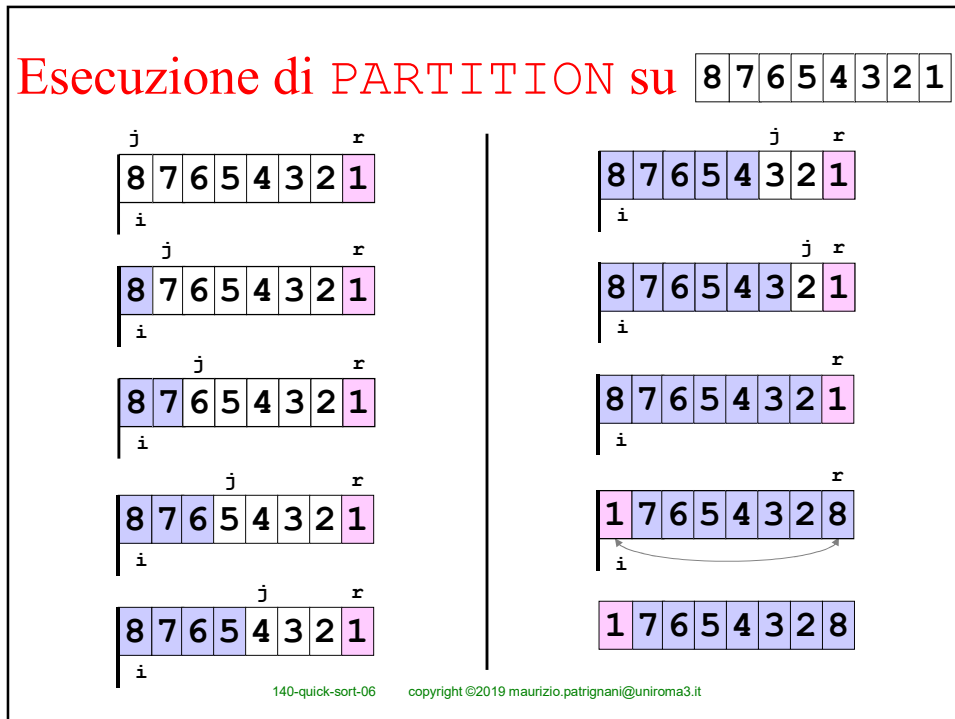 Esecuzione di PARTITION su 8 7 6 5 4 3 2 1
j r
8 7 6 5 4 3 2 1
i
j r
8 7 6 5 4 3 2 1
i
j r
8 7 6 5 4 3 2 1
i
j r
8 7 6 5 4 3 2 1
i
j r
8 7 6 5 4 3 2 1
i
j r
8 7 6 5 4 3 2 1
i
j r
8 7 6 5 4 3 2 1
i
r
8 7 6 5 4 3 2 1
i
r
1 7 6 5 4 3 2 8
i
1 7 6 5 4 3 2 8
140-quick-sort-06 copyright ©2019 maurizio.patrignani@uniroma3.it